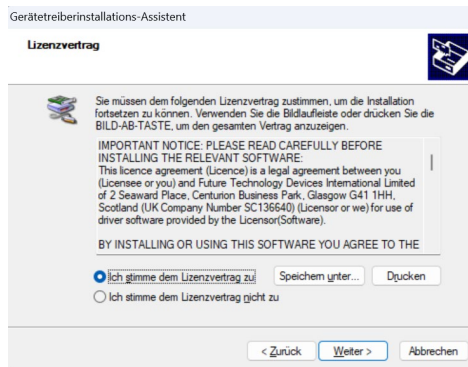 Gerätetreiberinstallations-Assistent
Lizenzvertrag
Sie müssen dem folgenden Lizenzvertrag zustimmen, um die Installation
fortsetzen zu können. Verwenden Sie die Bildlaufleiste oder drücken Sie die
BILD-AB-TASTE, um den gesamten Vertrag anzuzeigen.
IMPORTANT NOTICE: PLEASE READ CAREFULLY BEFORE
INSTALLING THE RELEVANT SOFTWARE:
This licence agreement (Licence) is a legal agreement between you
(Licensee or you) and Future Technology Devices International Limited
of 2 Seaward Place, Centurion Business Park, Glasgow G41 1HH,
Scotland (UK Company Number SC136640) (Licensor or we) for use of
driver software provided by the Licensor(Software).
BY INSTALLING OR USING THIS SOFTWARE YOU AGREE TO THE
Ich stimme dem Lizenzvertrag zu
Speichern unter...
Drucken
Ich stimme dem Lizenzvertrag nicht zu
< Zurück
Weiter >
Abbrechen